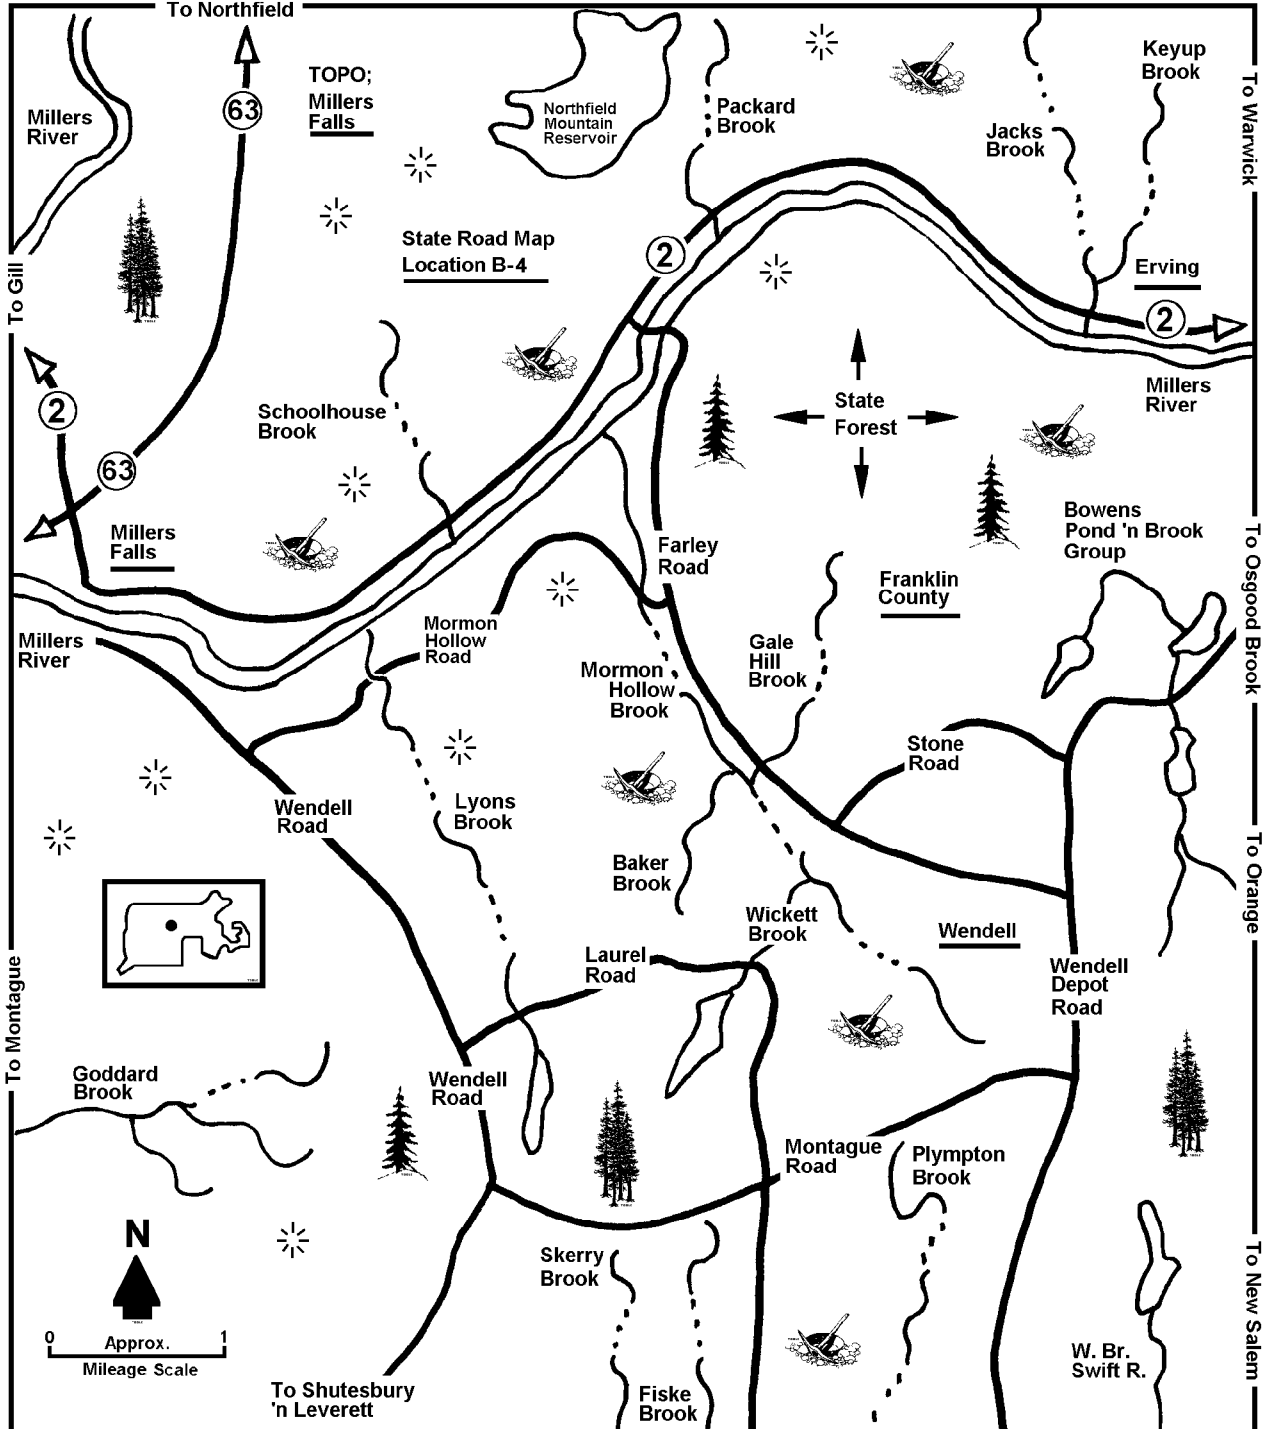 To Northfield
63
TOPO;
Millers
Falls
Millers
River
Northfield
Mountain
Reservoir
Packard
Brook
Jacks
Brook
Keyup
Brook
To Warwick
To Gill
State Road Map
Location B-4
2
Erving
2
Millers
River
2
63
Schoolhouse
Brook
State
Forest
Millers
Falls
Farley
Road
Bowens
Pond 'n Brook
Group
Franklin
County
To Osgood Brook
Millers
River
Mormon
Hollow
Road
Mormon
Hollow
Brook
Gale
Hill
Brook
Stone
Road
Wendell
Road
Lyons
Brook
Baker
Brook
Wickett
Brook
Wendell
To Orange
Laurel
Road
Wendell
Depot
Road
To Montague
Goddard
Brook
Wendell
Road
Montague
Road
Plympton
Brook
N
Skerry
Brook
To New Salem
0
1
Approx.
Mileage Scale
W. Br.
Swift R.
To Shutesbury
'n Leverett
Fiske
Brook